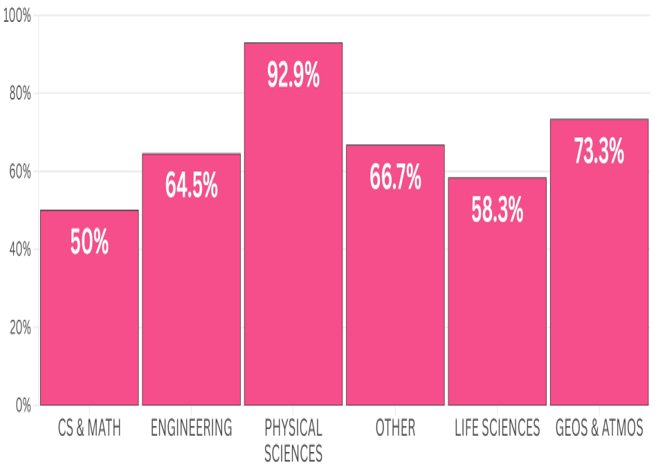 100%
80%
60%
40%
20%
0%
50%
64.5%
92.9%
66.7%
58.3%
73.3%
CS & MATH
ENGINEERING
PHYSICAL
SCIENCES
OTHER
LIFE SCIENCES
GEOS & ATMOS